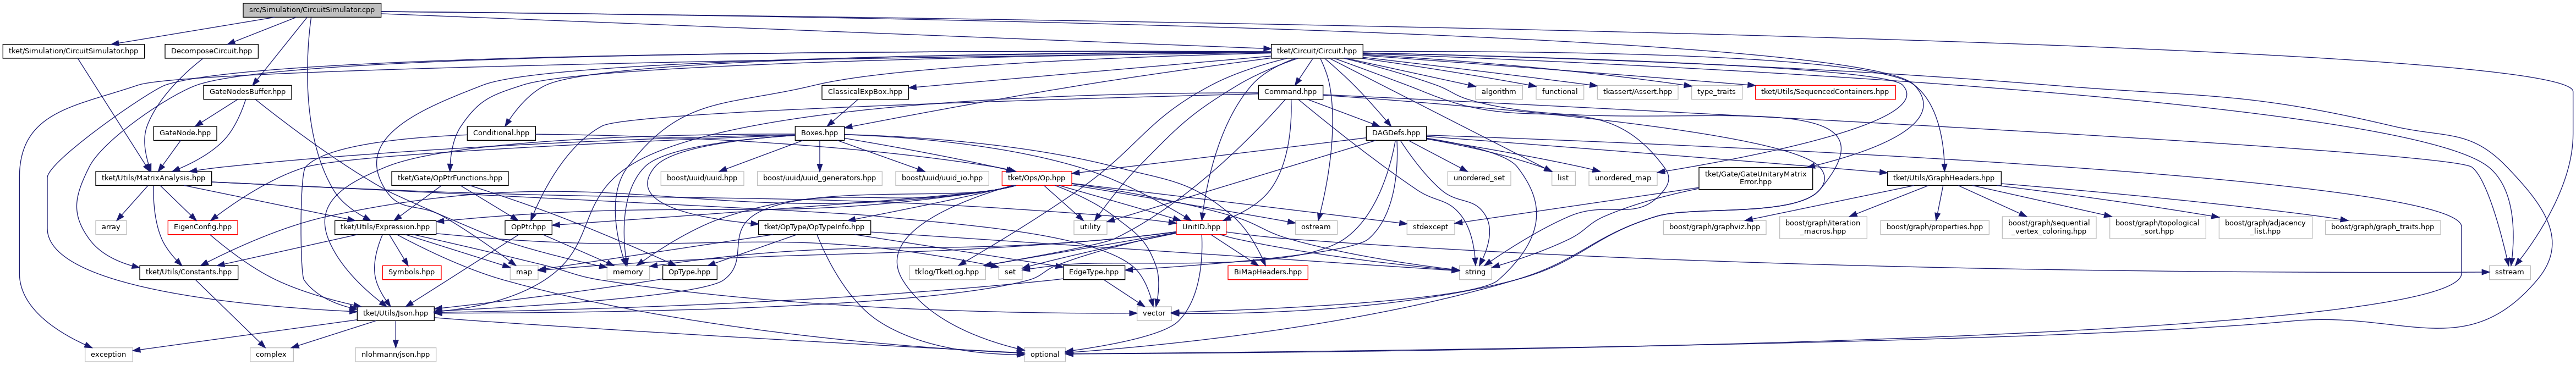 src/Simulation/CircuitSimulator.cpp
tket/Simulation/CircuitSimulator.hpp
DecomposeCircuit.hpp
tket/Circuit/Circuit.hpp
GateNodesBuffer.hpp
ClassicalExpBox.hpp
Command.hpp
algorithm
functional
tkassert/Assert.hpp
type_traits
tket/Utils/SequencedContainers.hpp
GateNode.hpp
Conditional.hpp
Boxes.hpp
DAGDefs.hpp
tket/Utils/MatrixAnalysis.hpp
tket/Gate/OpPtrFunctions.hpp
boost/uuid/uuid.hpp
boost/uuid/uuid_generators.hpp
boost/uuid/uuid_io.hpp
tket/Ops/Op.hpp
unordered_set
list
unordered_map
tket/Gate/GateUnitaryMatrix
Error.hpp
tket/Utils/GraphHeaders.hpp
array
EigenConfig.hpp
tket/Utils/Expression.hpp
OpPtr.hpp
tket/OpType/OpTypeInfo.hpp
utility
UnitID.hpp
ostream
stdexcept
boost/graph/graphviz.hpp
boost/graph/iteration
_macros.hpp
boost/graph/properties.hpp
boost/graph/sequential
_vertex_coloring.hpp
boost/graph/topological
_sort.hpp
boost/graph/adjacency
_list.hpp
boost/graph/graph_traits.hpp
tket/Utils/Constants.hpp
Symbols.hpp
map
memory
OpType.hpp
tklog/TketLog.hpp
set
EdgeType.hpp
BiMapHeaders.hpp
string
sstream
tket/Utils/Json.hpp
vector
exception
complex
nlohmann/json.hpp
optional